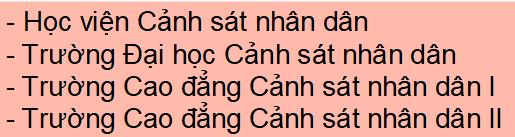 - Học viện Cảnh sát nhân dân
- Trường Đại học Cảnh sát nhân dân
- Trường Cao đẳng Cảnh sát nhân dân I
- Trường Cao đẳng Cảnh sát nhân dân II